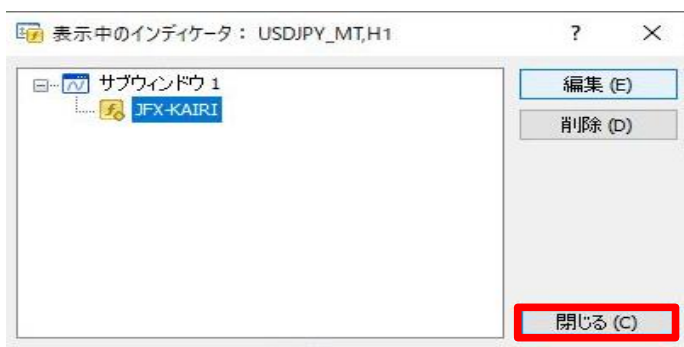 表示中のインディケータ： USDJPY_MT,H1
サブウィンドウ 1
JFX-KAIRI
編集 (E)
削除 (D)
閉じる (C)